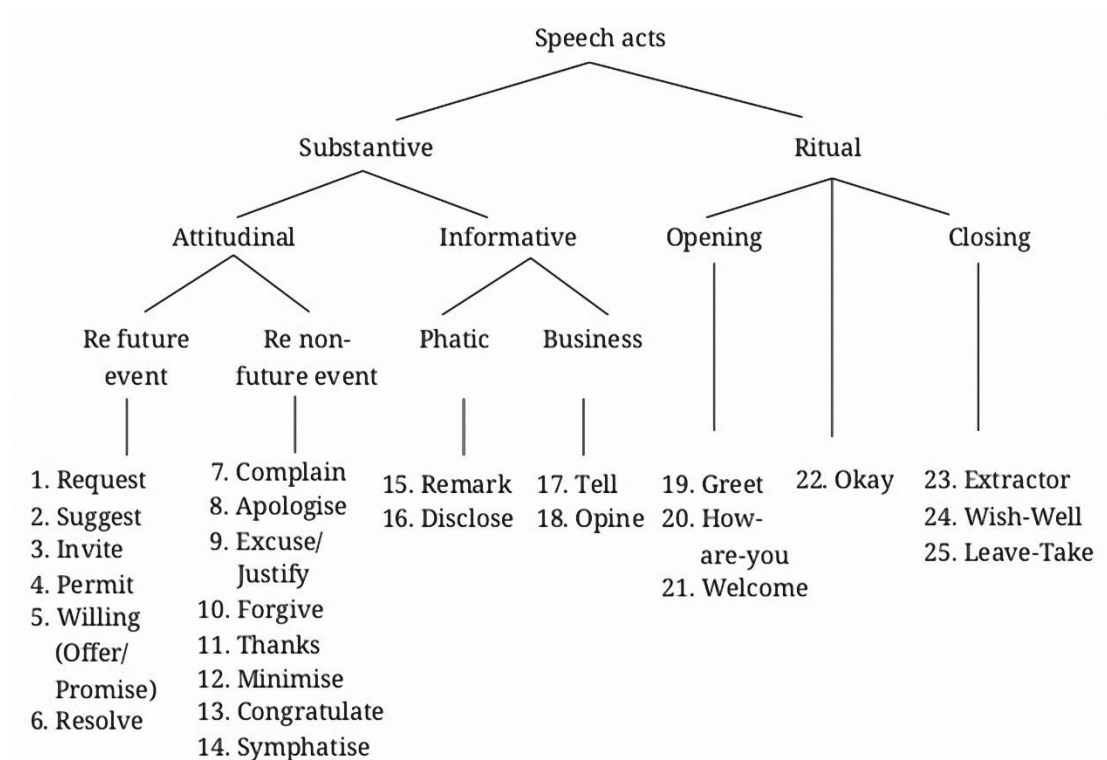 Speech acts
Substantive
Ritual
Attitudinal
Informative
Opening
Closing
Re future
event
Re non-
future event
Phatic
Business
1. Request
2. Suggest
3. Invite
4. Permit
5. Willing
(Offer/
Promise)
6. Resolve
7. Complain
8. Apologise
9. Excuse/
Justify
10. Forgive
11. Thanks
12. Minimise
13. Congratulate
14. Symphatise
15. Remark
16. Disclose
17. Tell
18. Opine
19. Greet
20. How-
are-you
21. Welcome
22. Okay
23. Extractor
24. Wish-Well
25. Leave-Take